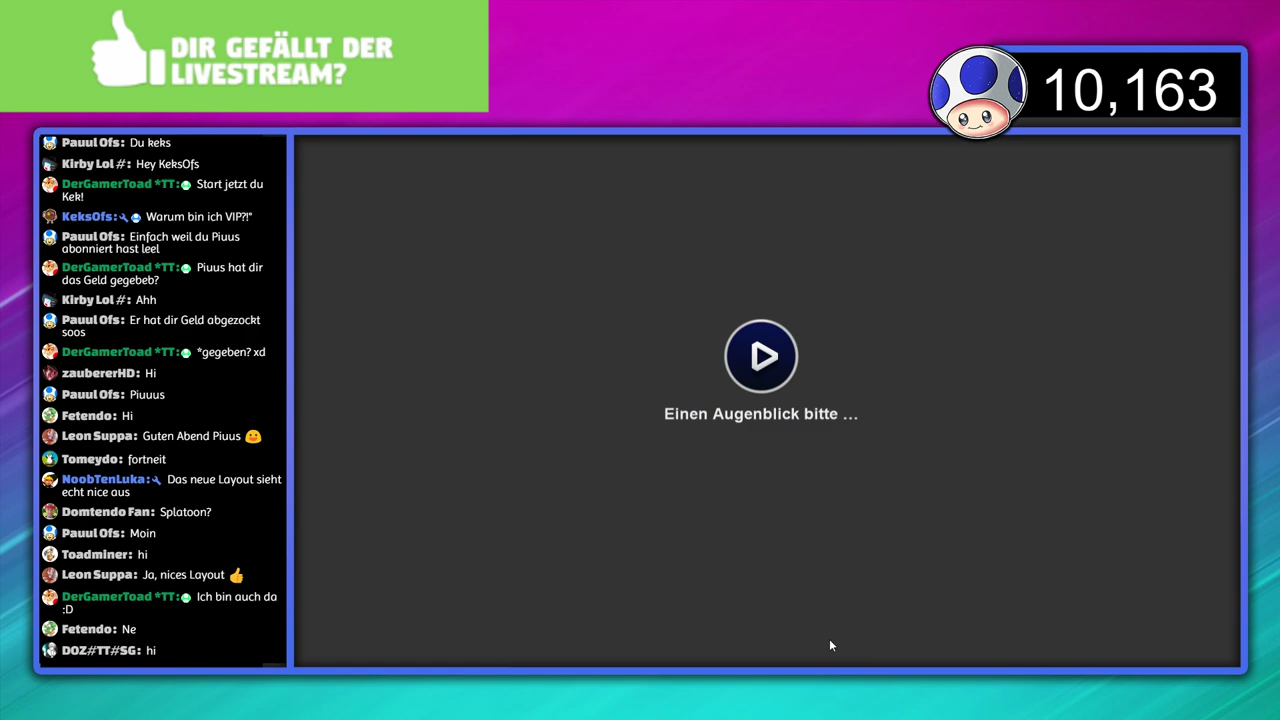 DIR GEFÄLLT DER
LIVESTREAM?
10,163
Pauul Ofs: Du keks
Kirby Lol #: Hey KeksOfs
DerGamerToad *TT: Start jetzt du
Kek!
KeksOfs: Warum bin ich VIP?!"
Pauul Ofs: Einfach weil du Piuus
abonniert hast leel
DerGamerToad *TT: Piuus hat dir
das Geld gegebeb?
Kirby Lol #: Ahh
Pauul Ofs: Er hat dir Geld abgezockt
soos
DerGamerToad *TT: *gegeben? xd
zaubererHD: Hi
Pauul Ofs: Piuuus
Fetendo: Hi
Leon Suppa: Guten Abend Piuus
Tomeydo: fortneit
NoobTenLuka: Das neue Layout sieht
echt nice aus
Domtendo Fan: Splatoon?
Pauul Ofs: Moin
Toadminer: hi
Leon Suppa: Ja, nices Layout 👍
DerGamerToad *TT: Ich bin auch da
:D
Fetendo: Ne
DOZ#TT#SG: hi
Einen Augenblick bitte ...